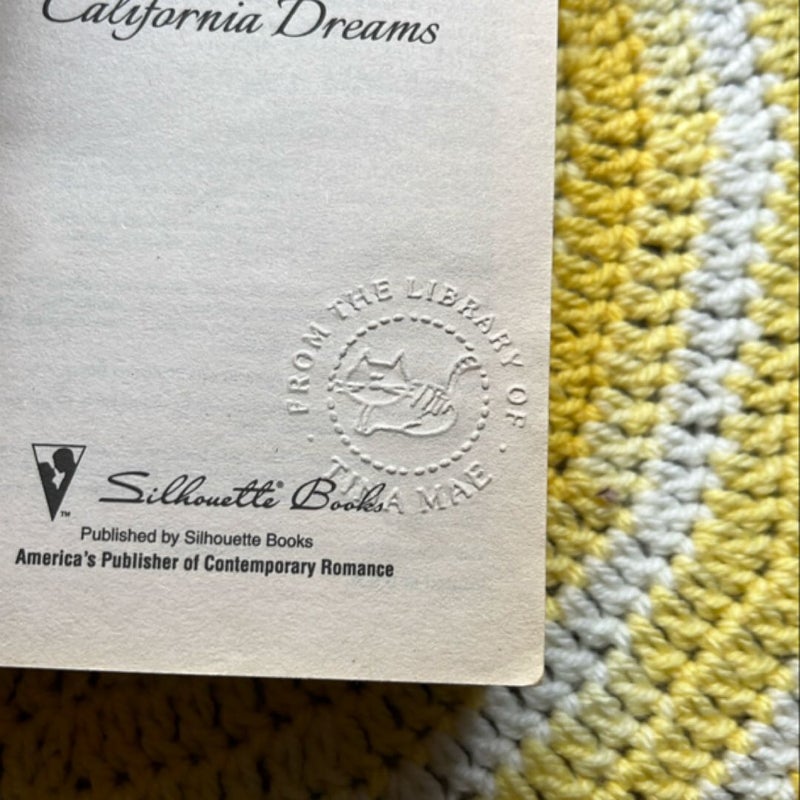 California Dreams
FROM THE LIBRARY OF
TINA MAE
Silhouette® Books
TM
Published by Silhouette Books
America's Publisher of Contemporary Romance